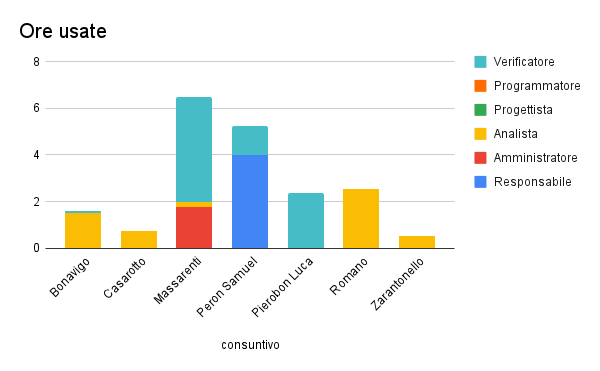 Ore usate
8
6
4
2
0
Bonavigo
Casarotto
Massarenti
Peron Samuel
Pierobon Luca
Romano
Zarantonello
consuntivo
Verificatore
Programmatore
Progettista
Analista
Amministratore
Responsabile